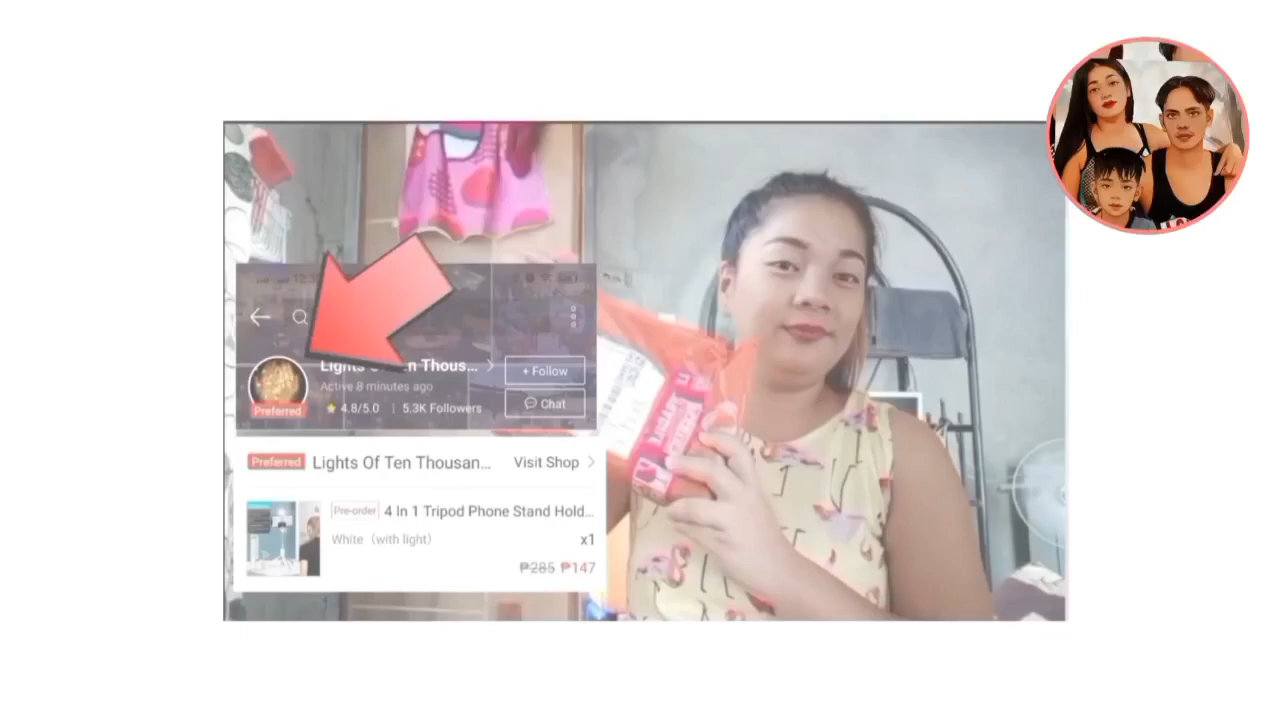 Lights Of Ten Thous...
+ Follow
Active 8 minutes ago
Preferred
4.8/5.0 | 5.3K Followers
Chat
Preferred Lights Of Ten Thousan... Visit Shop
Pre-order 4 In 1 Tripod Phone Stand Hold...
White (with light) x1
₱285 ₱147